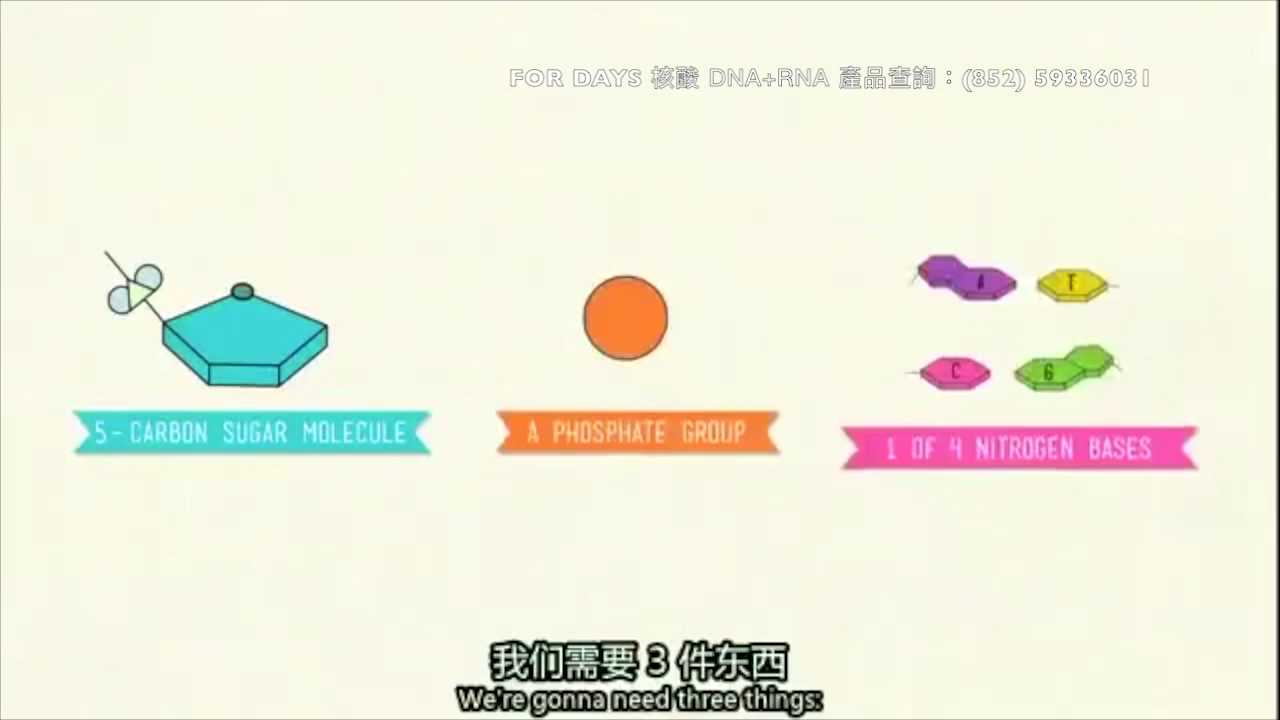 FOR DAYS 核酸 DNA+RNA 產品查詢：(852) 59336031
A T
C G
5-CARBON SUGAR MOLECULE
A PHOSPHATE GROUP
1 OF 4 NITROGEN BASES
我们需要 3 件东西
We're gonna need three things: